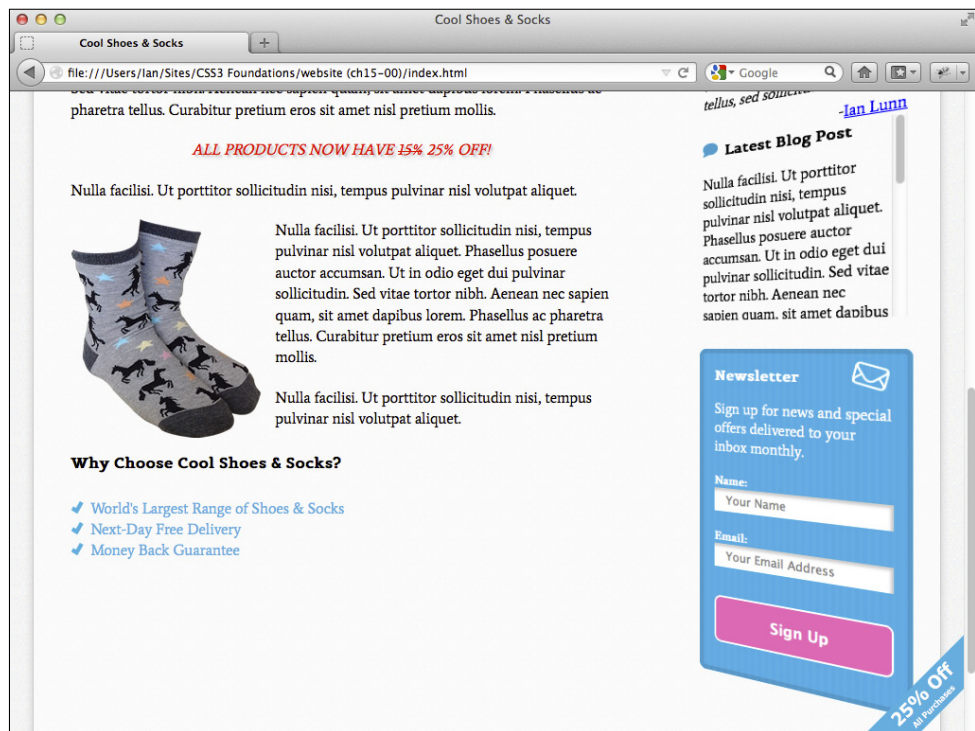 Cool Shoes & Socks
Cool Shoes & Socks
file:///Users/Ian/Sites/CSS3 Foundations/website (ch15-00)/index.html
Google
pharetra tellus. Curabitur pretium eros sit amet nisl pretium mollis.
ALL PRODUCTS NOW HAVE 15% 25% OFF!
Nulla facilisi. Ut porttitor sollicitudin nisi, tempus pulvinar nisl volutpat aliquet.
Nulla facilisi. Ut porttitor sollicitudin nisi, tempus
pulvinar nisl volutpat aliquet. Phasellus posuere
auctor accumsan. Ut in odio eget dui pulvinar
sollicitudin. Sed vitae tortor nibh. Aenean nec sapien
quam, sit amet dapibus lorem. Phasellus ac pharetra
tellus. Curabitur pretium eros sit amet nisl pretium
mollis.
Nulla facilisi. Ut porttitor sollicitudin nisi, tempus
pulvinar nisl volutpat aliquet.
Why Choose Cool Shoes & Socks?
World's Largest Range of Shoes & Socks
Next-Day Free Delivery
Money Back Guarantee
tellus, sed
-Ian Lunn
Latest Blog Post
Nulla facilisi. Ut porttitor
sollicitudin nisi, tempus
pulvinar nisl volutpat aliquet.
Phasellus posuere auctor
accumsan. Ut in odio eget dui
pulvinar sollicitudin. Sed vitae
tortor nibh. Aenean nec
sapien quam, sit amet dapibus
Newsletter
Sign up for news and special
offers delivered to your
inbox monthly.
Name:
Your Name
Email:
Your Email Address
Sign Up
25% Off
All Purchases